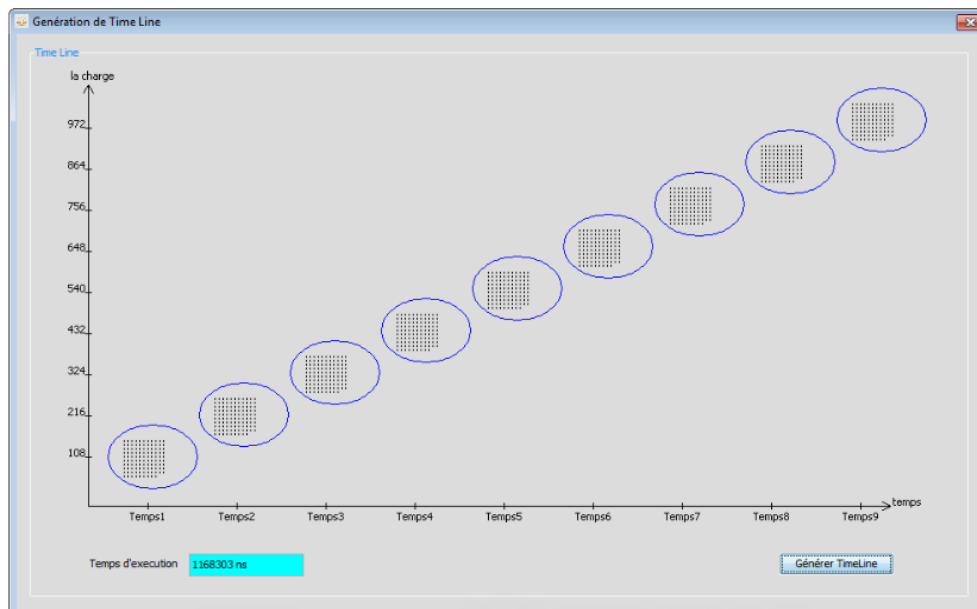 Genération de Time Line
Time Line
la charge
972
864
756
648
540
432
324
216
108
temps
Temps1 Temps2 Temps3 Temps4 Temps5 Temps6 Temps7 Temps8 Temps9
Temps d'execution 1168303 ns Générer TimeLine